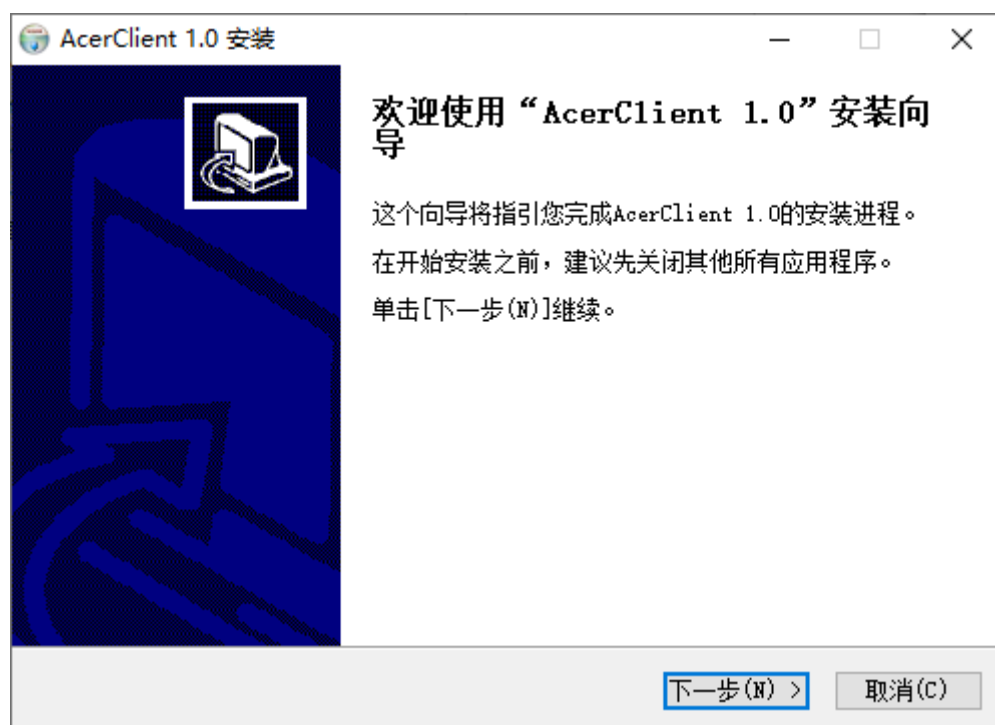 AcerClient 1.0 安装
欢迎使用“AcerClient 1.0”安装向
导
这个向导将指引您完成AcerClient 1.0的安装进程。
在开始安装之前，建议先关闭其他所有应用程序。
单击[下一步(N)]继续。
下一步(N) >
取消(C)